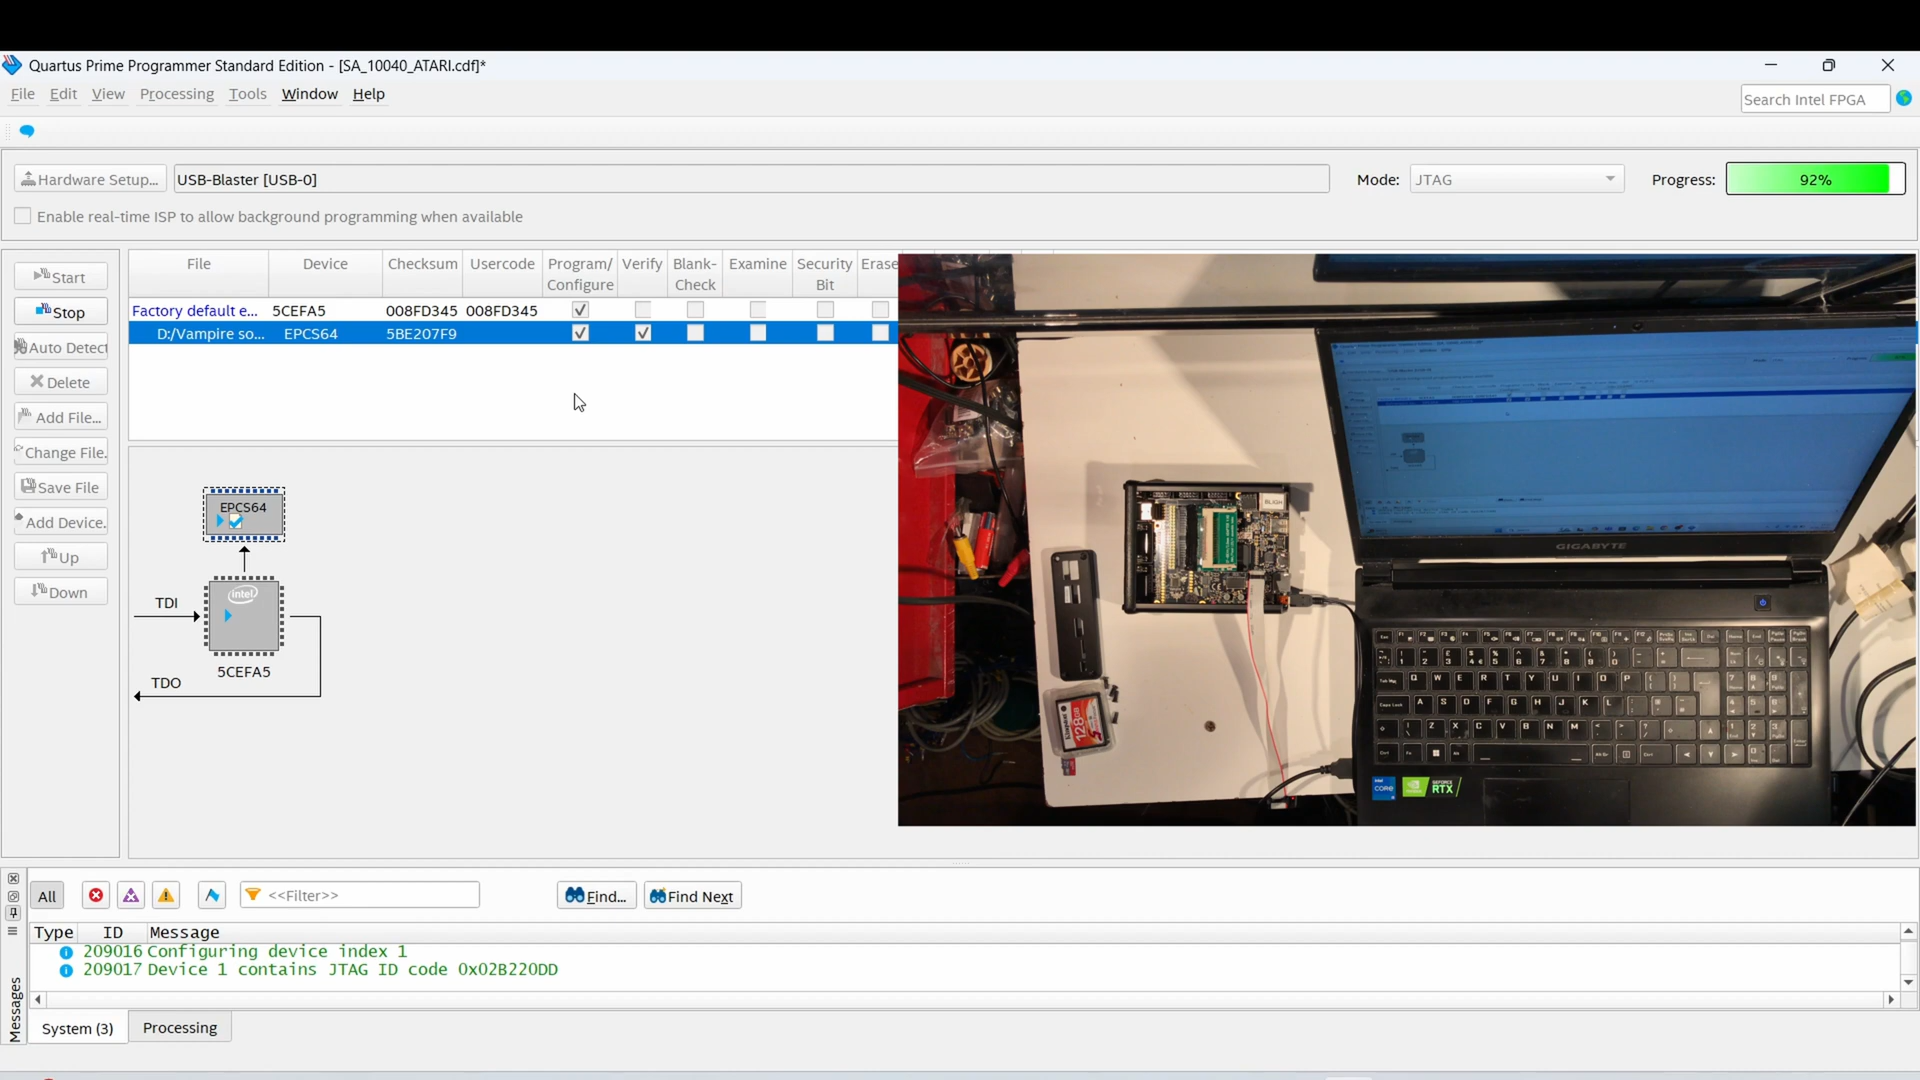 Quartus Prime Programmer Standard Edition - [SA_10040_ATARI.cdf]*
File Edit View Processing Tools Window Help
Search Intel FPGA
Hardware Setup... USB-Blaster [USB-0] Mode: JTAG Progress: 92%
Enable real-time ISP to allow background programming when available
Start
Stop
Auto Detect
Delete
Add File...
Change File.
Save File
Add Device.
Up
Down
File Device Checksum Usercode Program/ Configure Verify Blank- Check Examine Security Bit Erase
Factory default e... 5CEFA5 008FD345 008FD345
D:/Vampire so... EPCS64 5BE207F9
EPCS64
intel
TDI
5CEFA5
TDO
GIGABYTE
128GB
intel
CORE
GEFORCE
RTX
All <<Filter>> Find... Find Next
Type ID Message
209016 Configuring device index 1
209017 Device 1 contains JTAG ID code 0x02B220DD
Messages
System (3) Processing